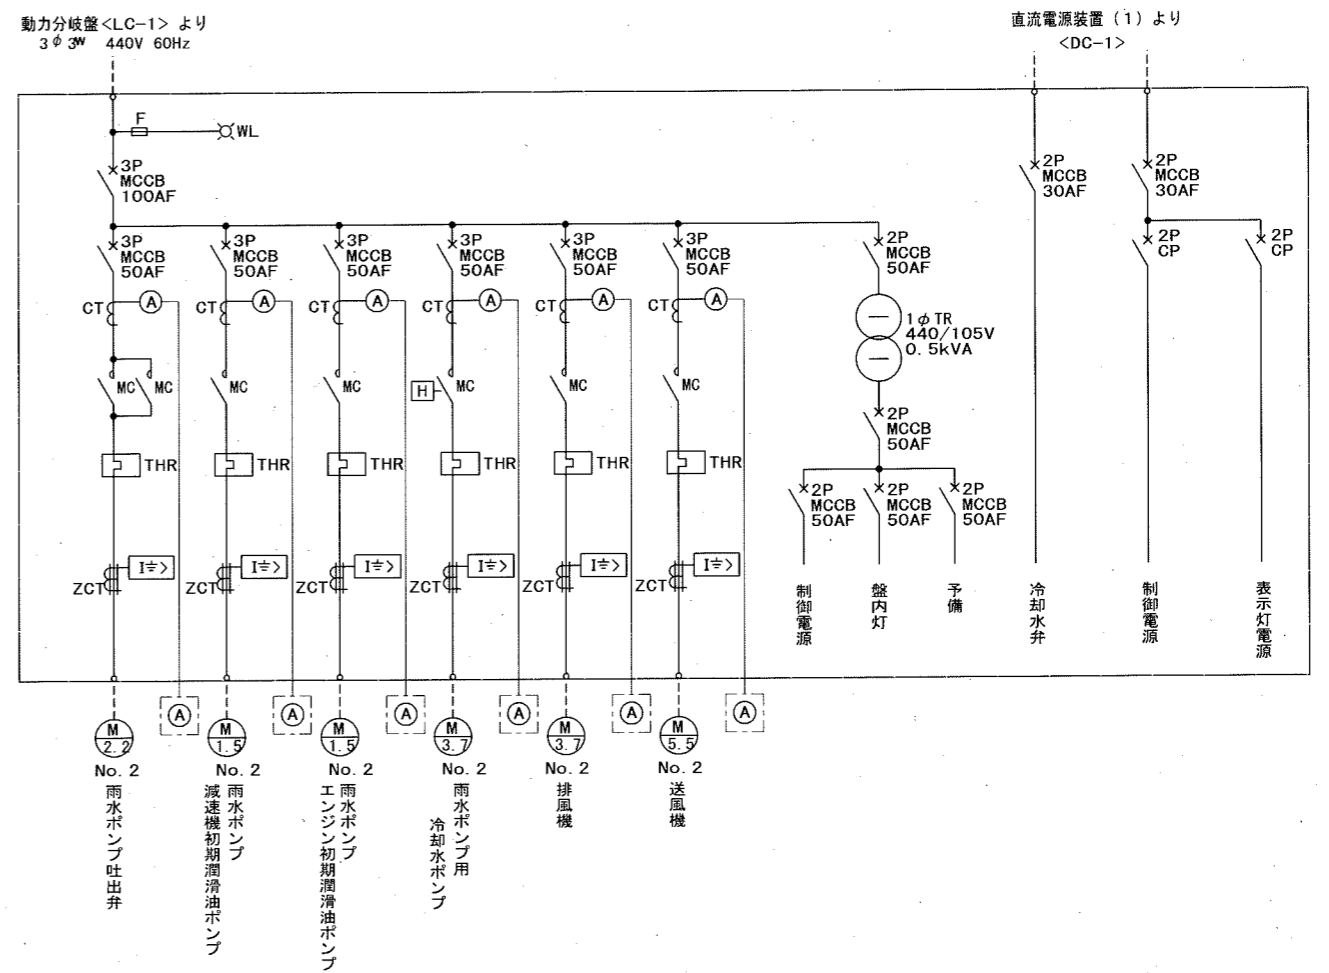 動力分岐盤<LC-1> より
3φ3W 440V 60Hz
直流電源装置(1)より
<DC-1>
F
WL
3P
MCCB
100AF
2P
MCCB
30AF
2P
MCCB
30AF
3P
MCCB
50AF
3P
MCCB
50AF
3P
MCCB
50AF
3P
MCCB
50AF
3P
MCCB
50AF
3P
MCCB
50AF
2P
MCCB
50AF
2P
CP
2P
CP
CT
A
CT
A
CT
A
CT
A
CT
A
CT
A
1φTR
440/105V
0.5kVA
MC
MC
MC
MC
H
MC
MC
MC
2P
MCCB
50AF
THR
THR
THR
THR
THR
THR
2P
MCCB
50AF
2P
MCCB
50AF
2P
MCCB
50AF
ZCT
I⏚>
ZCT
I⏚>
ZCT
I⏚>
ZCT
I⏚>
ZCT
I⏚>
ZCT
I⏚>
制御電源
盤内灯
予備
冷却水弁
制御電源
表示灯電源
A
A
A
A
A
A
M
2.2
No.2
雨水ポンプ吐出弁
M
1.5
No.2
雨水ポンプ
減速機初期潤滑油ポンプ
M
1.5
No.2
雨水ポンプ
エンジン初期潤滑油ポンプ
M
3.7
No.2
雨水ポンプ用
冷却水ポンプ
M
3.7
No.2
排風機
M
5.5
No.2
送風機